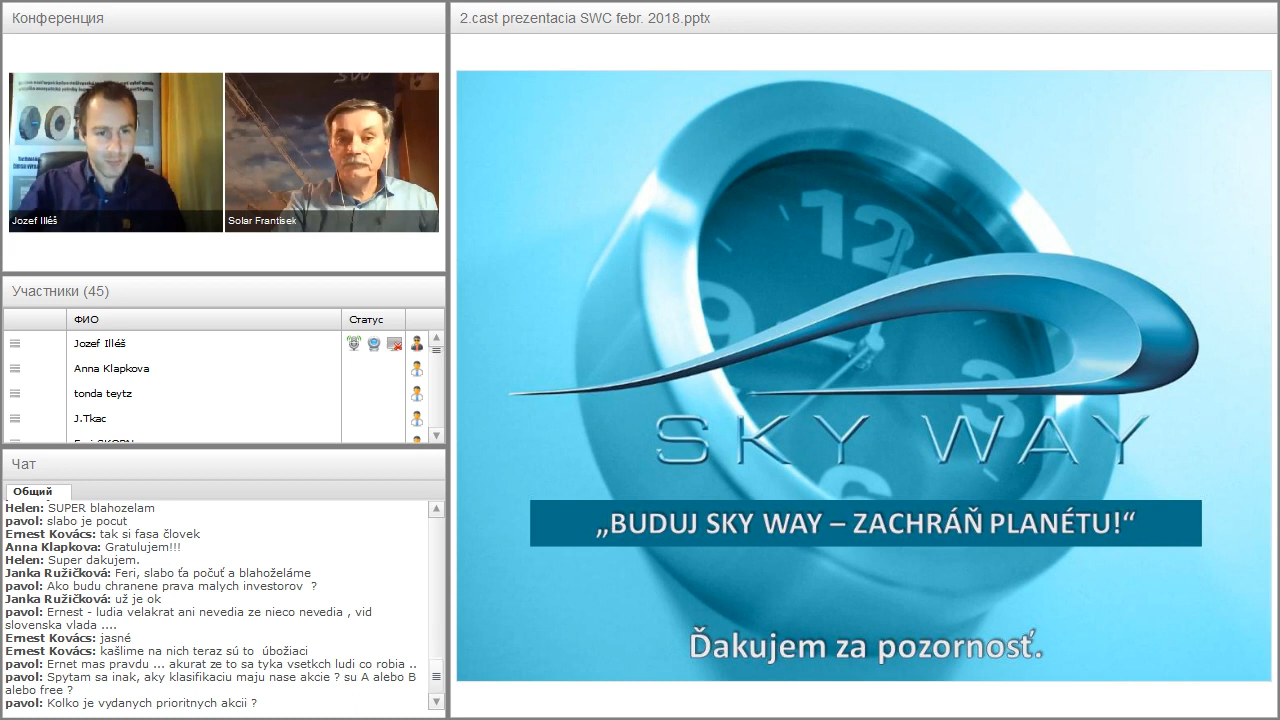 Конференция
Jozef Illéš
Solar Frantisek
Участники (45)
ФИО
Статус
Jozef Illéš
Anna Klapkova
tonda teytz
J.Tkac
Чат
Общий
Helen: SUPER blahozelam
pavol: slabo je pocut
Ernest Kovács: tak si fasa človek
Anna Klapkova: Gratulujem!!!
Helen: Super dakujem.
Janka Ružičková: Feri, slabo ťa počuť a blahoželáme
pavol: Ako budu chranene prava malych investorov ?
Janka Ružičková: už je ok
pavol: Ernest - ludia velakrat ani nevedia ze nieco nevedia , vid
slovenska vlada ....
Ernest Kovács: jasné
Ernest Kovács: kašlime na nich teraz sú to úbožiaci
pavol: Ernet mas pravdu ... akurat ze to sa tyka vsetkch ludi co robia ..
pavol: Spytam sa inak, aky klasifikaciu maju nase akcie ? su A alebo B
alebo free ?
pavol: Kolko je vydanych prioritnych akcii ?
2.cast prezentacia SWC febr. 2018.pptx
12
9
3
6
SKY WAY
„BUDUJ SKY WAY – ZACHRÁŇ PLANÉTU!“
Ďakujem za pozornosť.